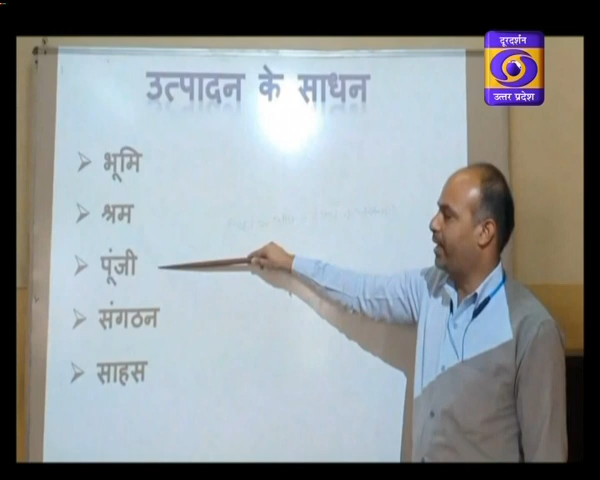 दूरदर्शन
उत्तर प्रदेश
उत्पादन के साधन
भूमि
श्रम
पूंजी
संगठन
साहस